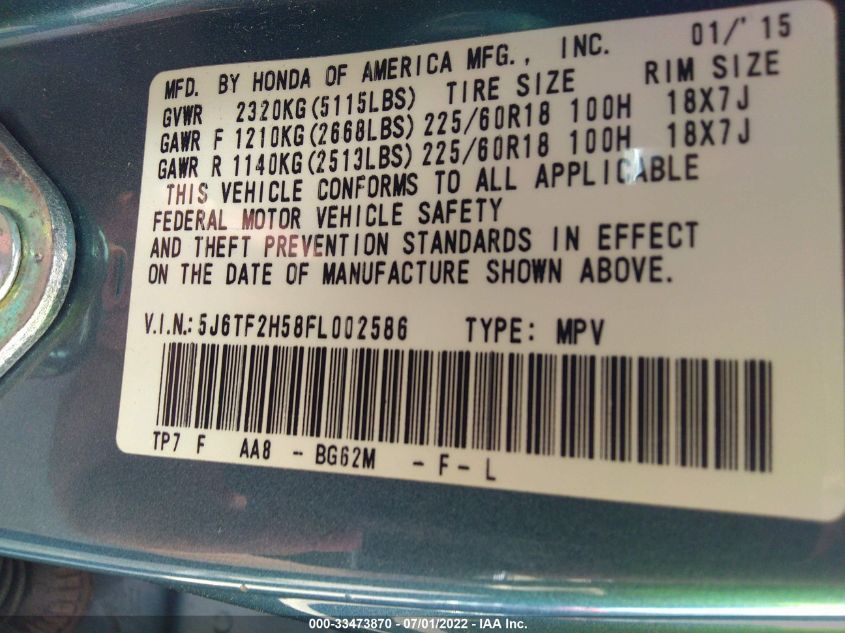 01/'15
MFD. BY HONDA OF AMERICA MFG., INC.
GVWR 2320KG(5115LBS) TIRE SIZE RIM SIZE
GAWR F 1210KG(2668LBS) 225/60R18 100H 18X7J
GAWR R 1140KG(2513LBS) 225/60R18 100H 18X7J
THIS VEHICLE CONFORMS TO ALL APPLICABLE
FEDERAL MOTOR VEHICLE SAFETY
AND THEFT PREVENTION STANDARDS IN EFFECT
ON THE DATE OF MANUFACTURE SHOWN ABOVE.
V.I.N.: 5J6TF2H58FL002586 TYPE: MPV
TP7 F AA8 - BG62M - F - L
000-33473870 - 07/01/2022 - IAA Inc.